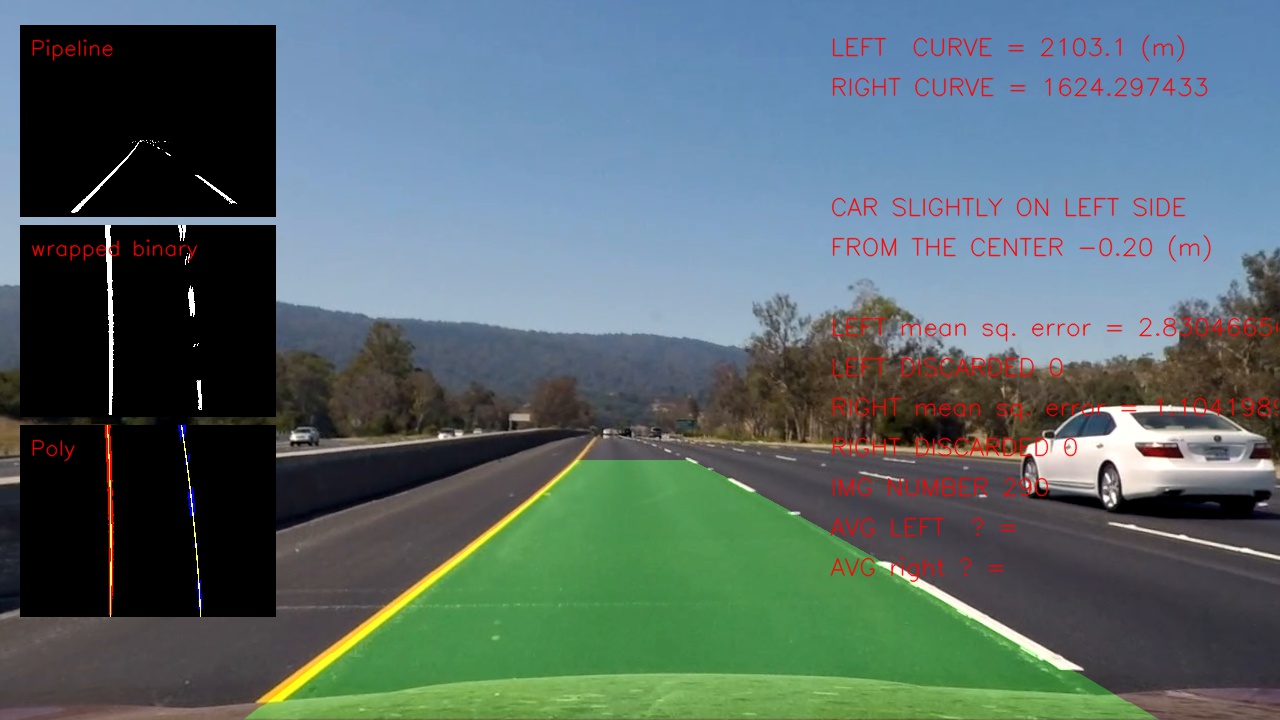 Pipeline
wrapped binary
Poly
LEFT CURVE = 2103.1 (m)
RIGHT CURVE = 1624.297433
CAR SLIGHTLY ON LEFT SIDE
FROM THE CENTER -0.20 (m)
LEFT mean sq. error = 2.8304665
LEFT DISCARDED 0
RIGHT mean sq. error = 1.104198
RIGHT DISCARDED 0
IMG NUMBER 290
AVG LEFT ? =
AVG right ? =